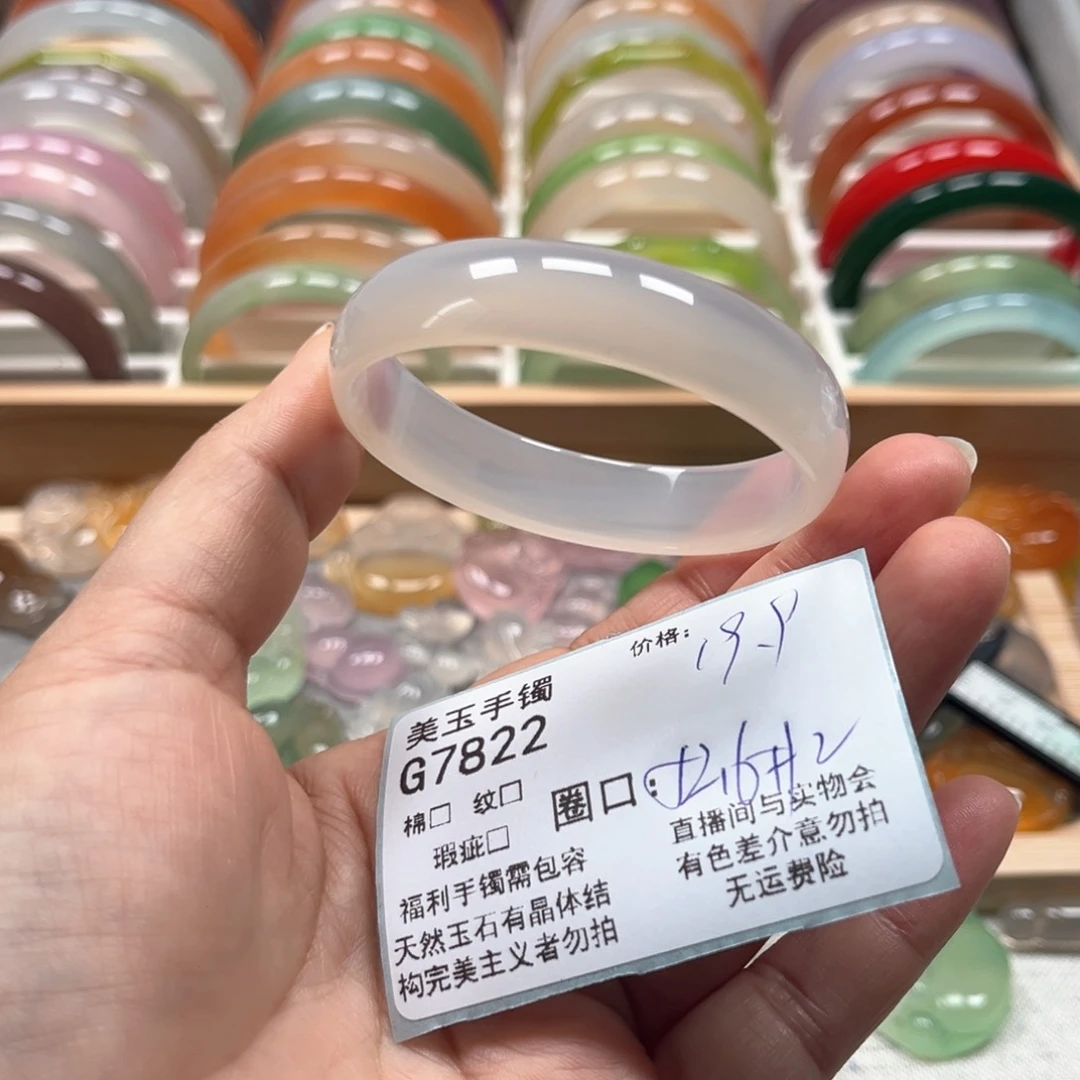 价格：19.9
美玉手镯
G7822
棉□ 纹□
圈口：
瑕疵□
福利手镯需包容
天然玉石有晶体结
构完美主义者勿拍
直播间与实物会
有色差介意勿拍
无运费险